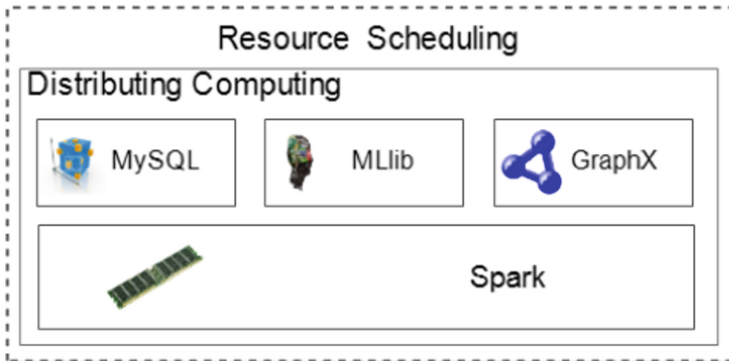 Resource Scheduling
Distributing Computing
MySQL
MLlib
GraphX
Spark